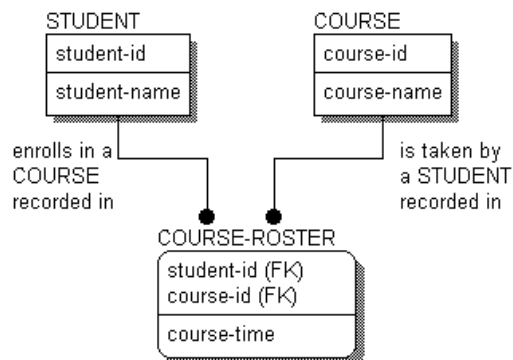 STUDENT
student-id
student-name
COURSE
course-id
course-name
enrolls in a
COURSE
recorded in
is taken by
a STUDENT
recorded in
COURSE-ROSTER
student-id (FK)
course-id (FK)
course-time